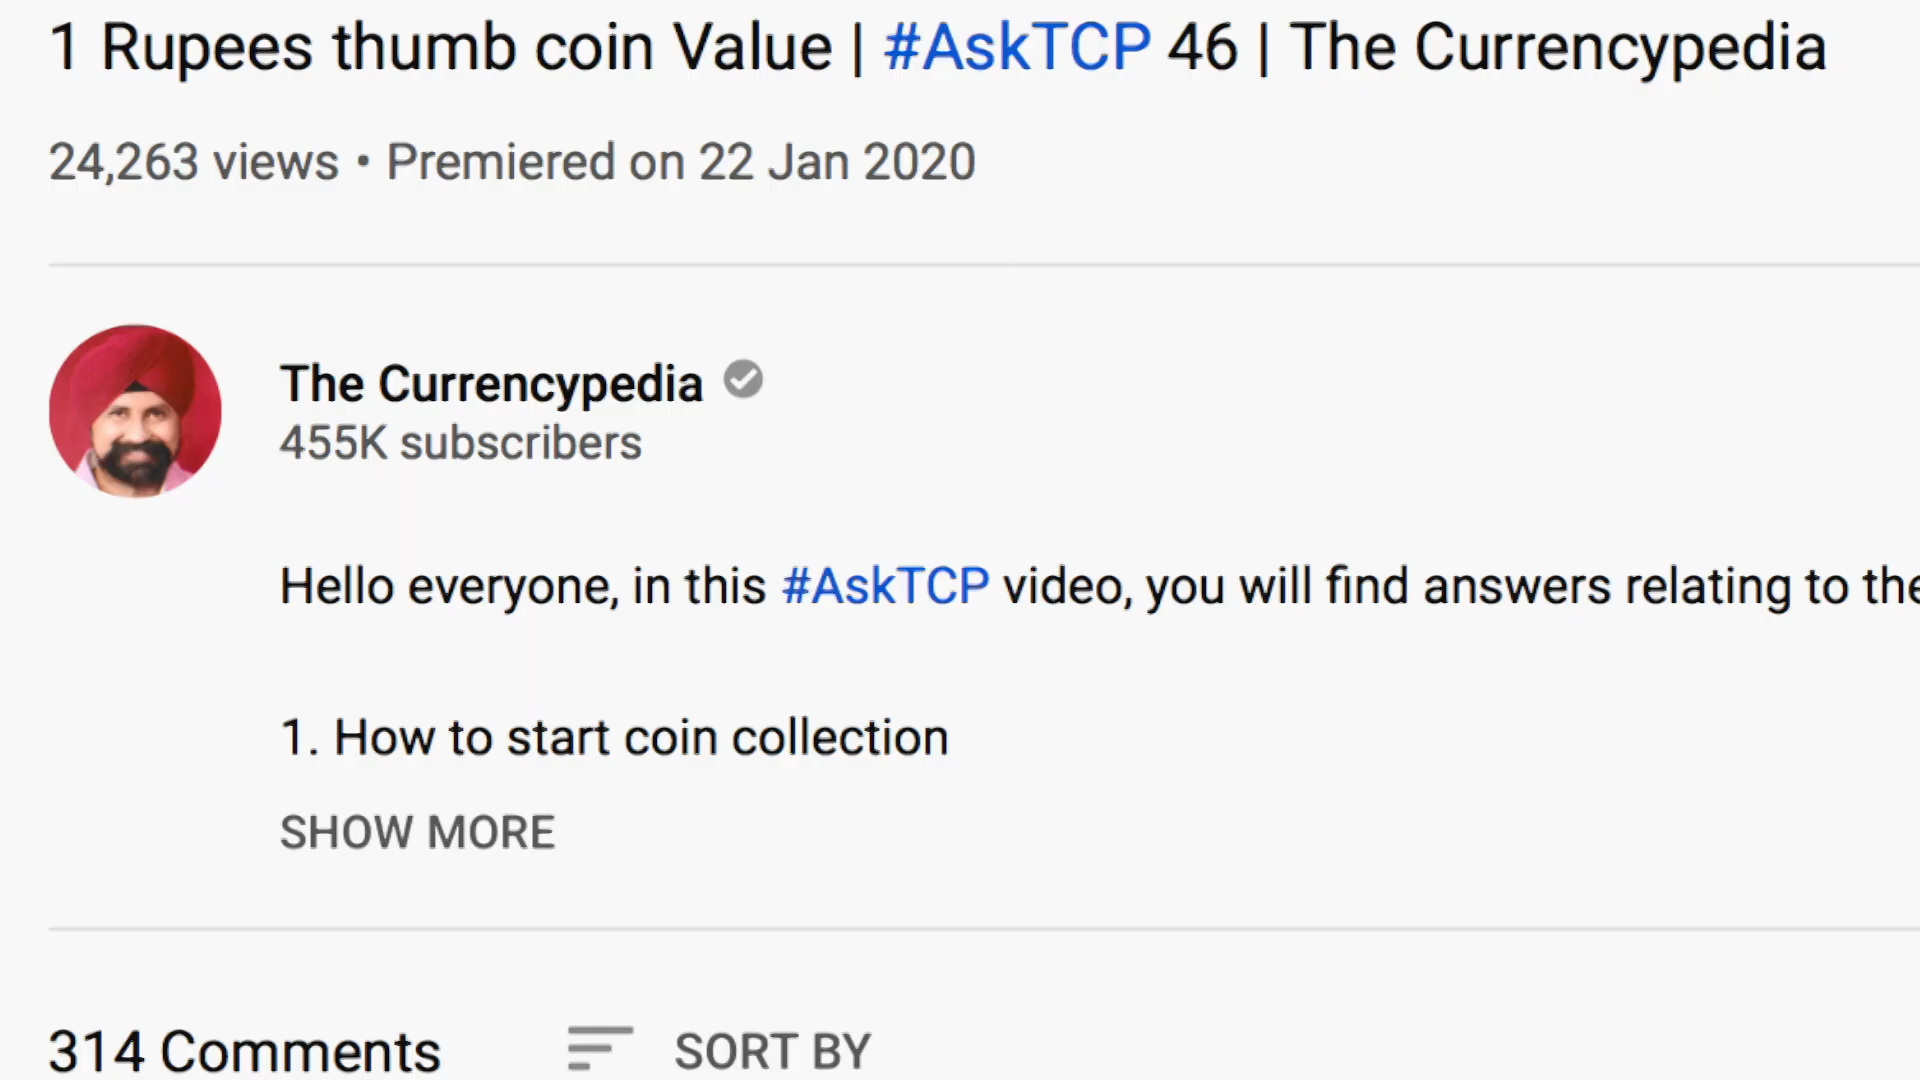 1 Rupees thumb coin Value | #AskTCP 46 | The Currencypedia
24,263 views • Premiered on 22 Jan 2020
The Currencypedia
455K subscribers
Hello everyone, in this #AskTCP video, you will find answers relating to the
1. How to start coin collection
SHOW MORE
314 Comments
SORT BY